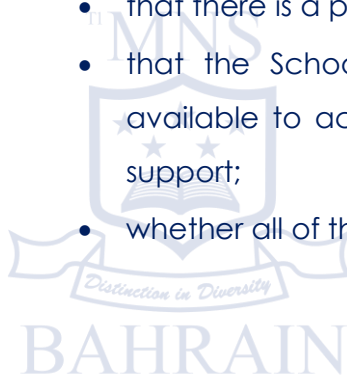 • that there is a p
MNS
• that the Schoo
available to ac
support;
• whether all of th
Distinction in Diversity
BAHRAIN